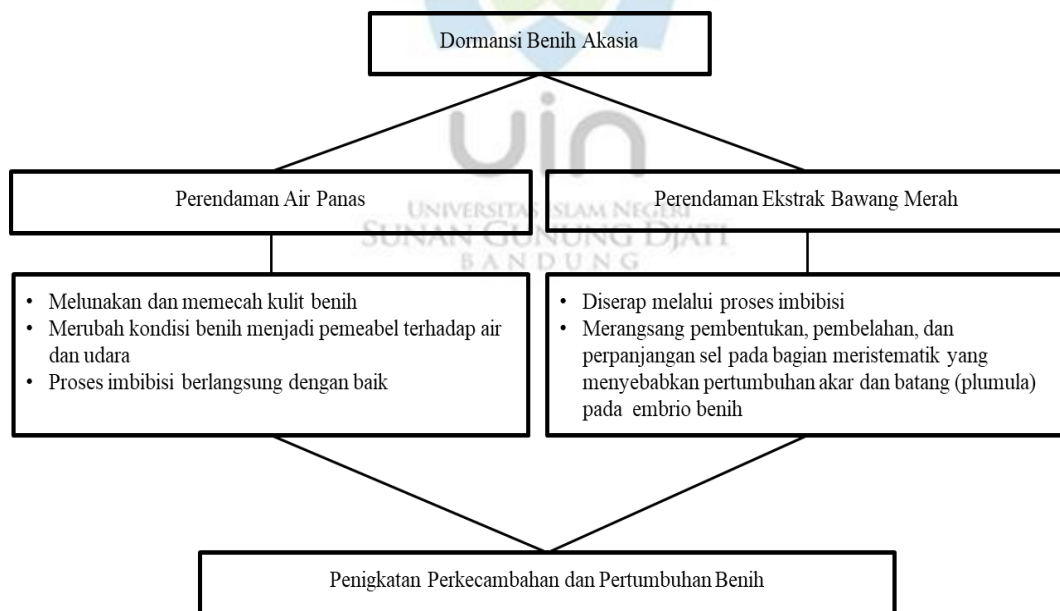 Dormansi Benih Akasia
uin
Perendaman Air Panas
Perendaman Ekstrak Bawang Merah
UNIVERSITAS ISLAM NEGERI
SUNAN GUNUNG DJATI
BANDUNG
• Melunakan dan memecah kulit benih
• Merubah kondisi benih menjadi pemeabel terhadap air
dan udara
• Proses imbibisi berlangsung dengan baik
• Diserap melalui proses imbibisi
• Merangsang pembentukan, pembelahan, dan
perpanjangan sel pada bagian meristematik yang
menyebabkan pertumbuhan akar dan batang (plumula)
pada embrio benih
Penigkatan Perkecambahan dan Pertumbuhan Benih